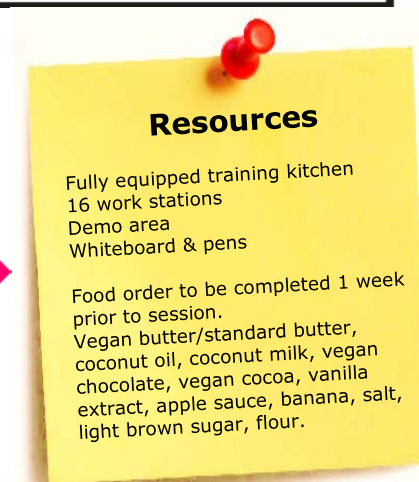 Resources
Fully equipped training kitchen
16 work stations
Demo area
Whiteboard & pens
Food order to be completed 1 week
prior to session.
Vegan butter/standard butter,
coconut oil, coconut milk, vegan
chocolate, vegan cocoa, vanilla
extract, apple sauce, banana, salt,
light brown sugar, flour.